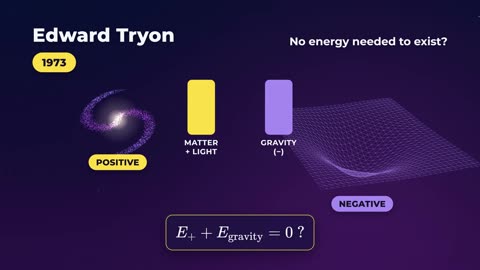 Edward Tryon
No energy needed to exist?
1973
MATTER
+ LIGHT
GRAVITY
(−)
POSITIVE
NEGATIVE
E₊ + E_gravity = 0 ?